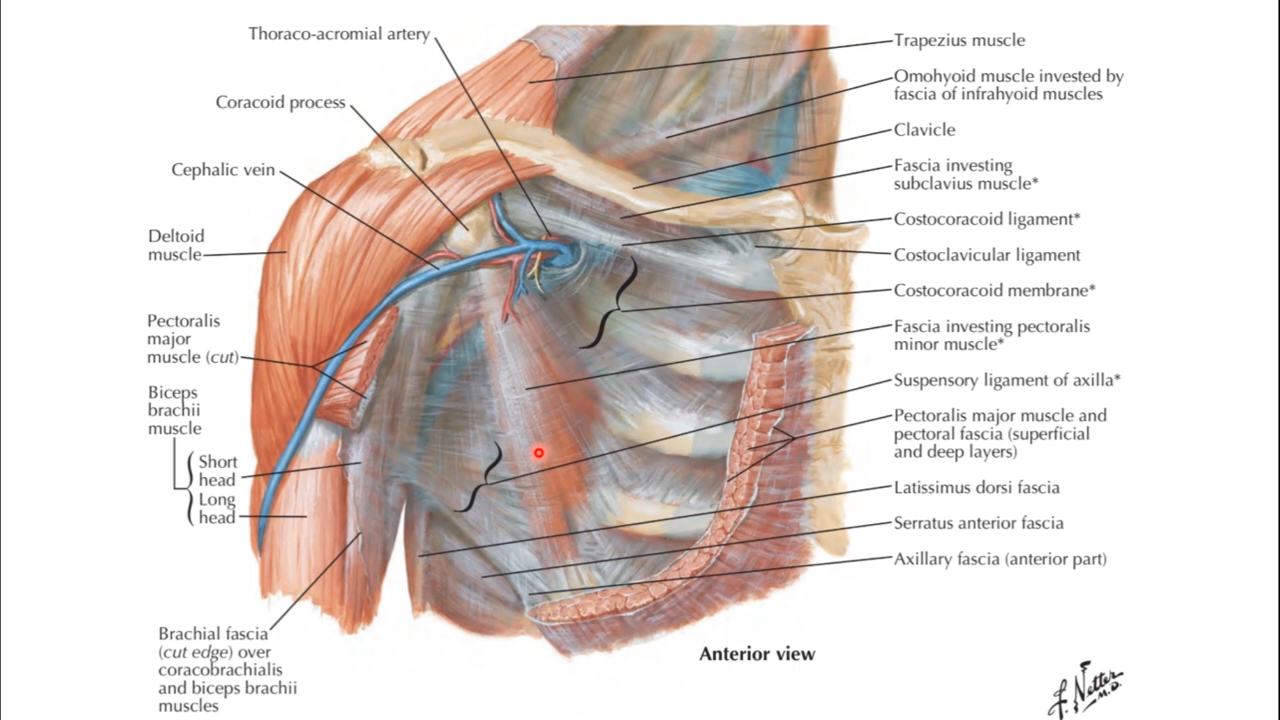 Thoraco-acromial artery
Coracoid process
Cephalic vein
Deltoid
muscle
Pectoralis
major
muscle (cut)
Biceps
brachii
muscle
Short
head
Long
head
Brachial fascia
(cut edge) over
coracobrachialis
and biceps brachii
muscles
Trapezius muscle
Omohyoid muscle invested by
fascia of infrahyoid muscles
Clavicle
Fascia investing
subclavius muscle*
Costocoracoid ligament*
Costoclavicular ligament
Costocoracoid membrane*
Fascia investing pectoralis
minor muscle*
Suspensory ligament of axilla*
Pectoralis major muscle and
pectoral fascia (superficial
and deep layers)
Latissimus dorsi fascia
Serratus anterior fascia
Axillary fascia (anterior part)
Anterior view
F. Netter
M.D.